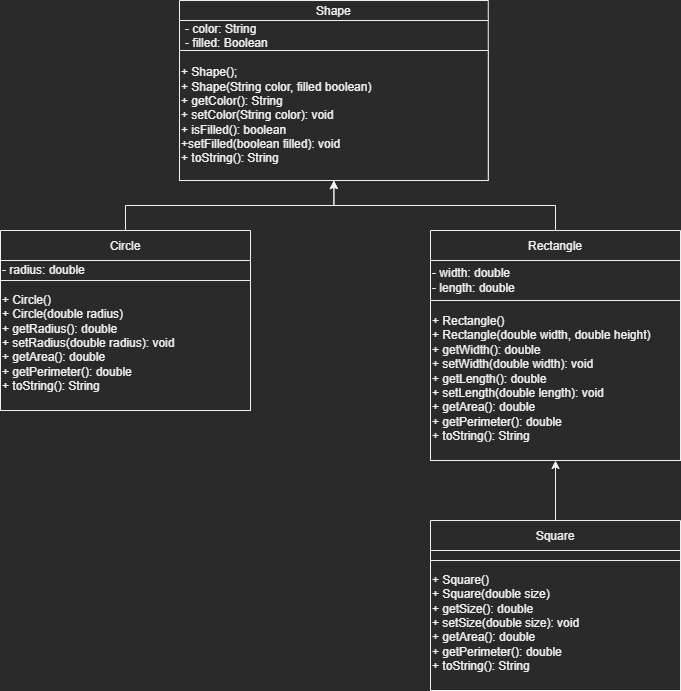 Shape
- color: String
- filled: Boolean
+ Shape();
+ Shape(String color, filled boolean)
+ getColor(): String
+ setColor(String color): void
+ isFilled(): boolean
+setFilled(boolean filled): void
+ toString(): String
Circle
- radius: double
+ Circle()
+ Circle(double radius)
+ getRadius(): double
+ setRadius(double radius): void
+ getArea(): double
+ getPerimeter(): double
+ toString(): String
Rectangle
- width: double
- length: double
+ Rectangle()
+ Rectangle(double width, double height)
+ getWidth(): double
+ setWidth(double width): void
+ getLength(): double
+ setLength(double length): void
+ getArea(): double
+ getPerimeter(): double
+ toString(): String
Square
+ Square()
+ Square(double size)
+ getSize(): double
+ setSize(double size): void
+ getArea(): double
+ getPerimeter(): double
+ toString(): String